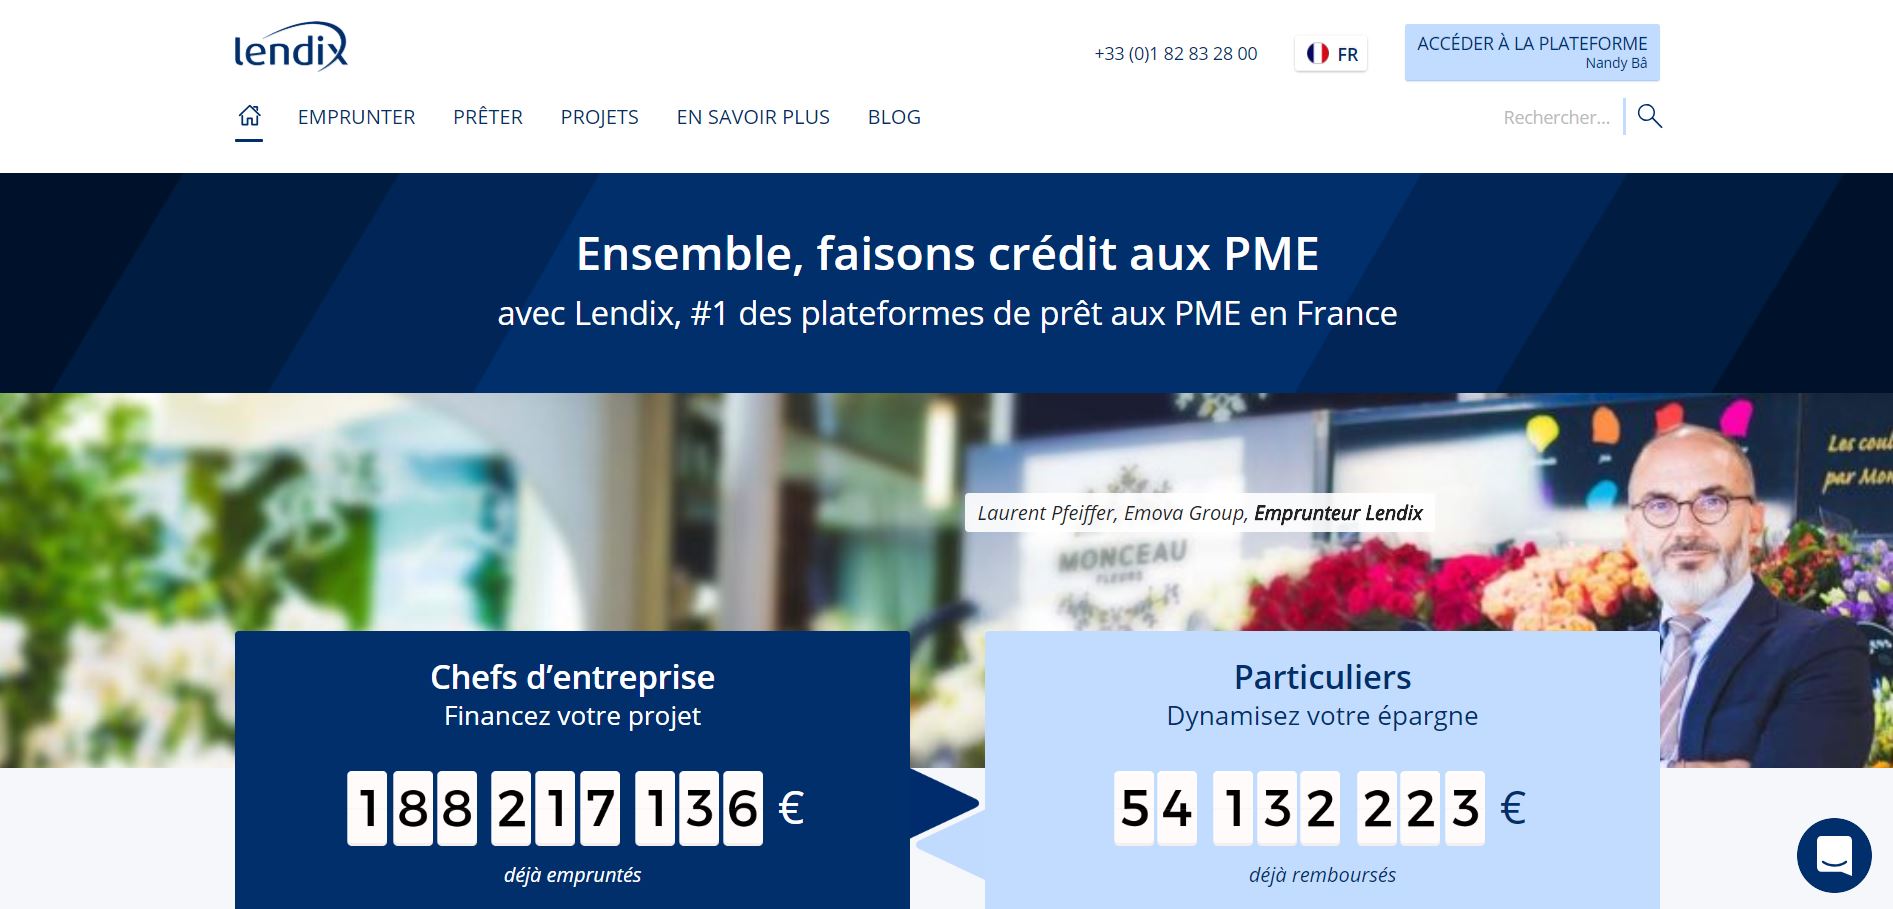 lendix
+33 (0)1 82 83 28 00
FR
ACCÉDER À LA PLATEFORME
Nandy Bâ
EMPRUNTER PRÊTER PROJETS EN SAVOIR PLUS BLOG
Rechercher...
Ensemble, faisons crédit aux PME
avec Lendix, #1 des plateformes de prêt aux PME en France
Les coul
par Mon
Laurent Pfeiffer, Emova Group, Emprunteur Lendix
MONCEAU
FLEURS
Chefs d’entreprise
Financez votre projet
188 217 136 €
déjà empruntés
Particuliers
Dynamisez votre épargne
54 132 223 €
déjà remboursés